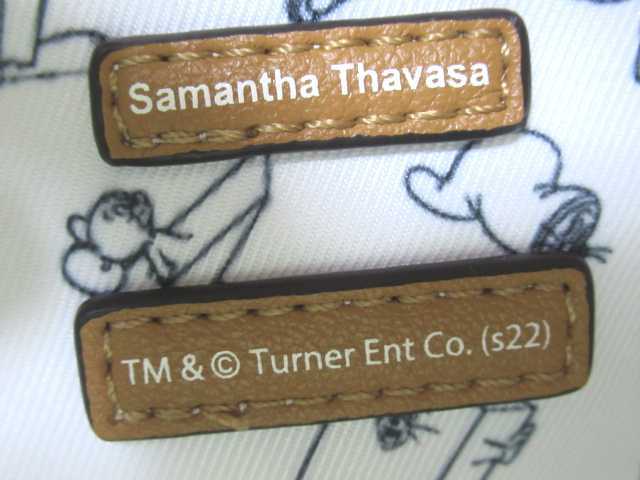 Samantha Thavasa
TM & © Turner Ent Co. (s22)